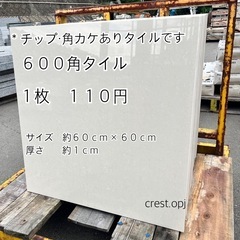 * チップ・角カケありタイルです
６００角タイル
１枚　１１０円
サイズ　約６０ｃｍ×６０ｃｍ
厚さ　　約１ｃｍ
crest.opj